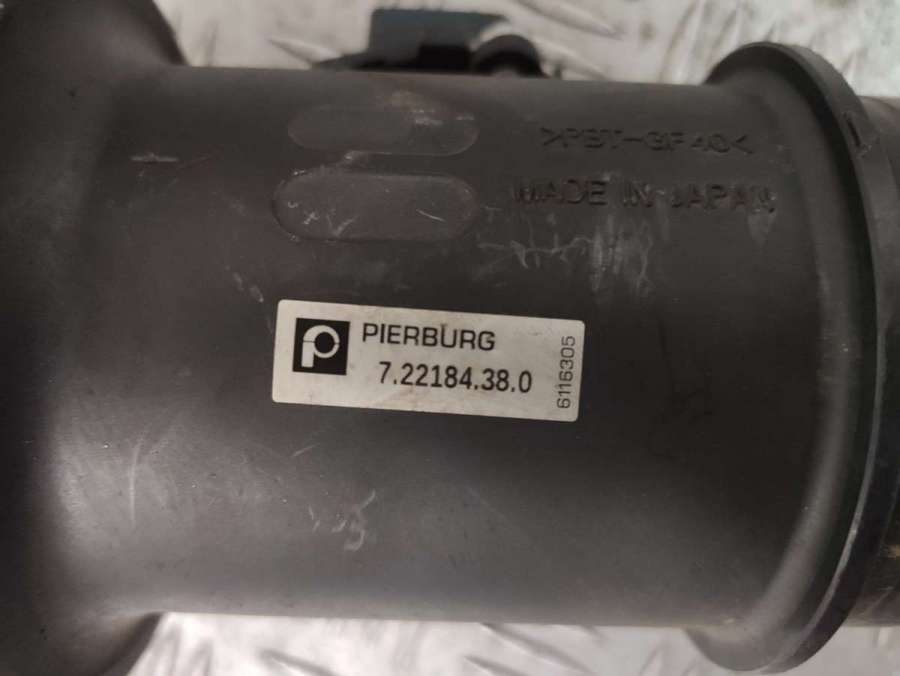 >PBT-GF40<
MADE IN JAPAN
PIERBURG
7.22184.38.0
6116305